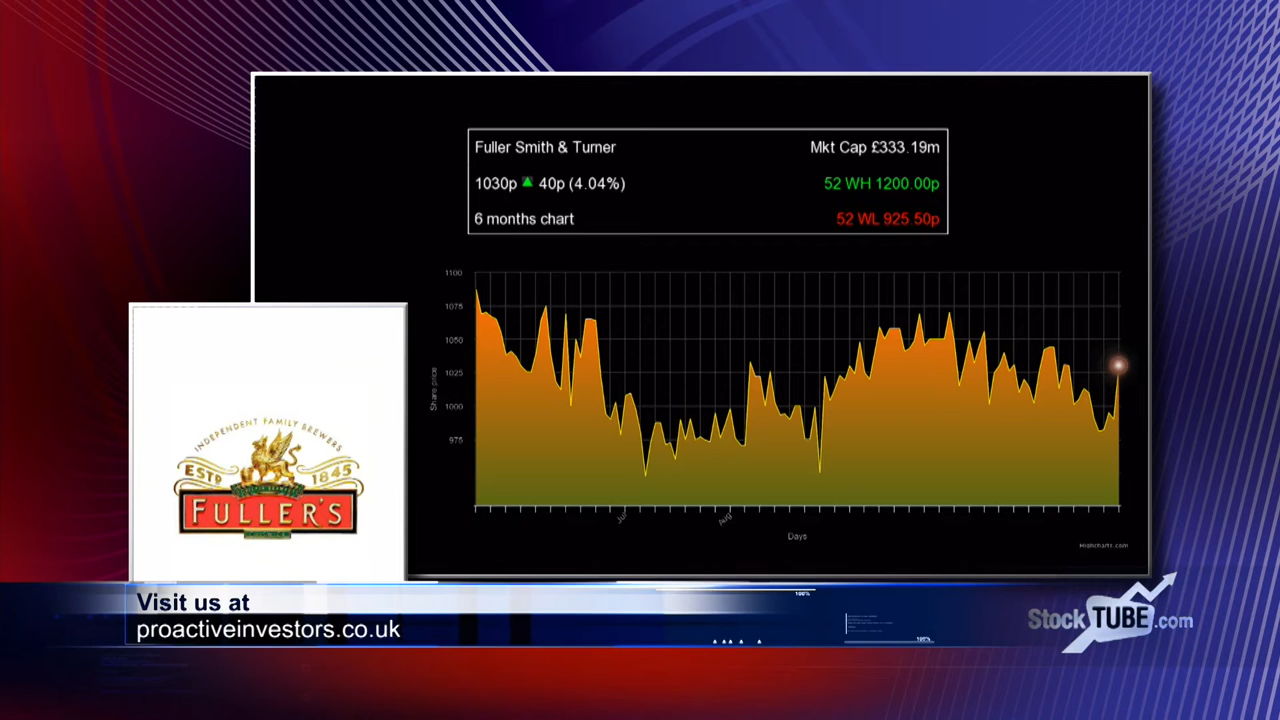 Fuller Smith & Turner
Mkt Cap £333.19m
1030p 40p (4.04%)
52 WH 1200.00p
6 months chart
52 WL 925.50p
1100
1075
1050
1025
1000
975
Share price
Jul
Aug
Days
Highcharts.com
INDEPENDENT FAMILY BREWERS
ESTD 1845
FULLER'S
Visit us at
proactiveinvestors.co.uk
100%
100%
StockTUBE.com